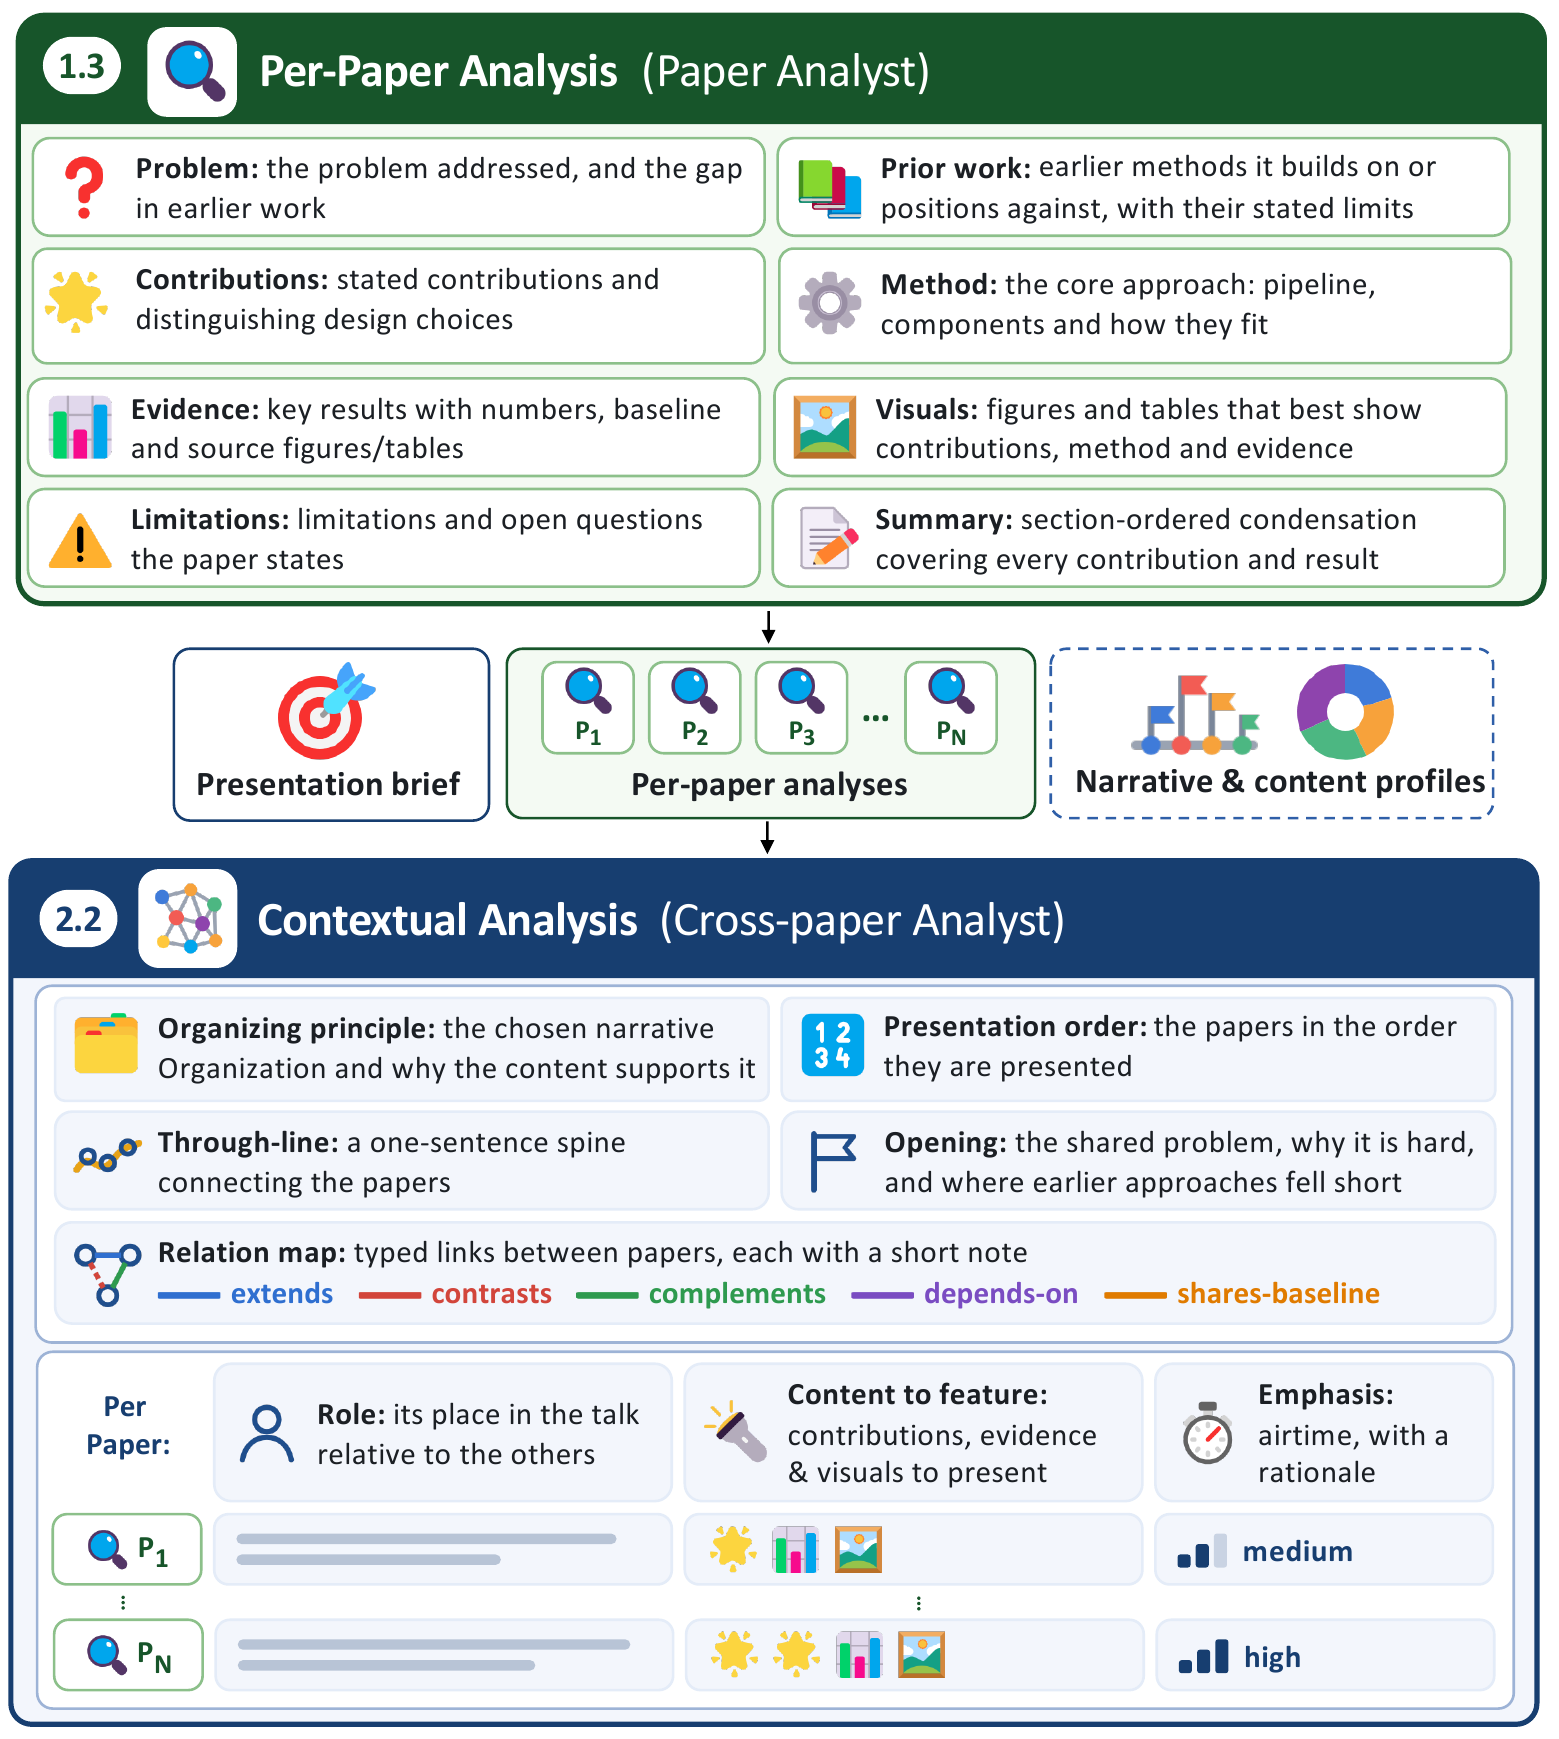 1.3 Per-Paper Analysis (Paper Analyst)
Problem: the problem addressed, and the gap
in earlier work
Prior work: earlier methods it builds on or
positions against, with their stated limits
Contributions: stated contributions and
distinguishing design choices
Method: the core approach: pipeline,
components and how they fit
Evidence: key results with numbers, baseline
and source figures/tables
Visuals: figures and tables that best show
contributions, method and evidence
Limitations: limitations and open questions
the paper states
Summary: section-ordered condensation
covering every contribution and result
Presentation brief
P1 P2 P3 ... PN
Per-paper analyses
Narrative & content profiles
2.2 Contextual Analysis (Cross-paper Analyst)
Organizing principle: the chosen narrative
Organization and why the content supports it
1 2
3 4
Presentation order: the papers in the order
they are presented
Through-line: a one-sentence spine
connecting the papers
Opening: the shared problem, why it is hard,
and where earlier approaches fell short
Relation map: typed links between papers, each with a short note
extends contrasts complements depends-on shares-baseline
Per
Paper:
Role: its place in the talk
relative to the others
Content to feature:
contributions, evidence
& visuals to present
Emphasis:
airtime, with a
rationale
P1 medium
PN high